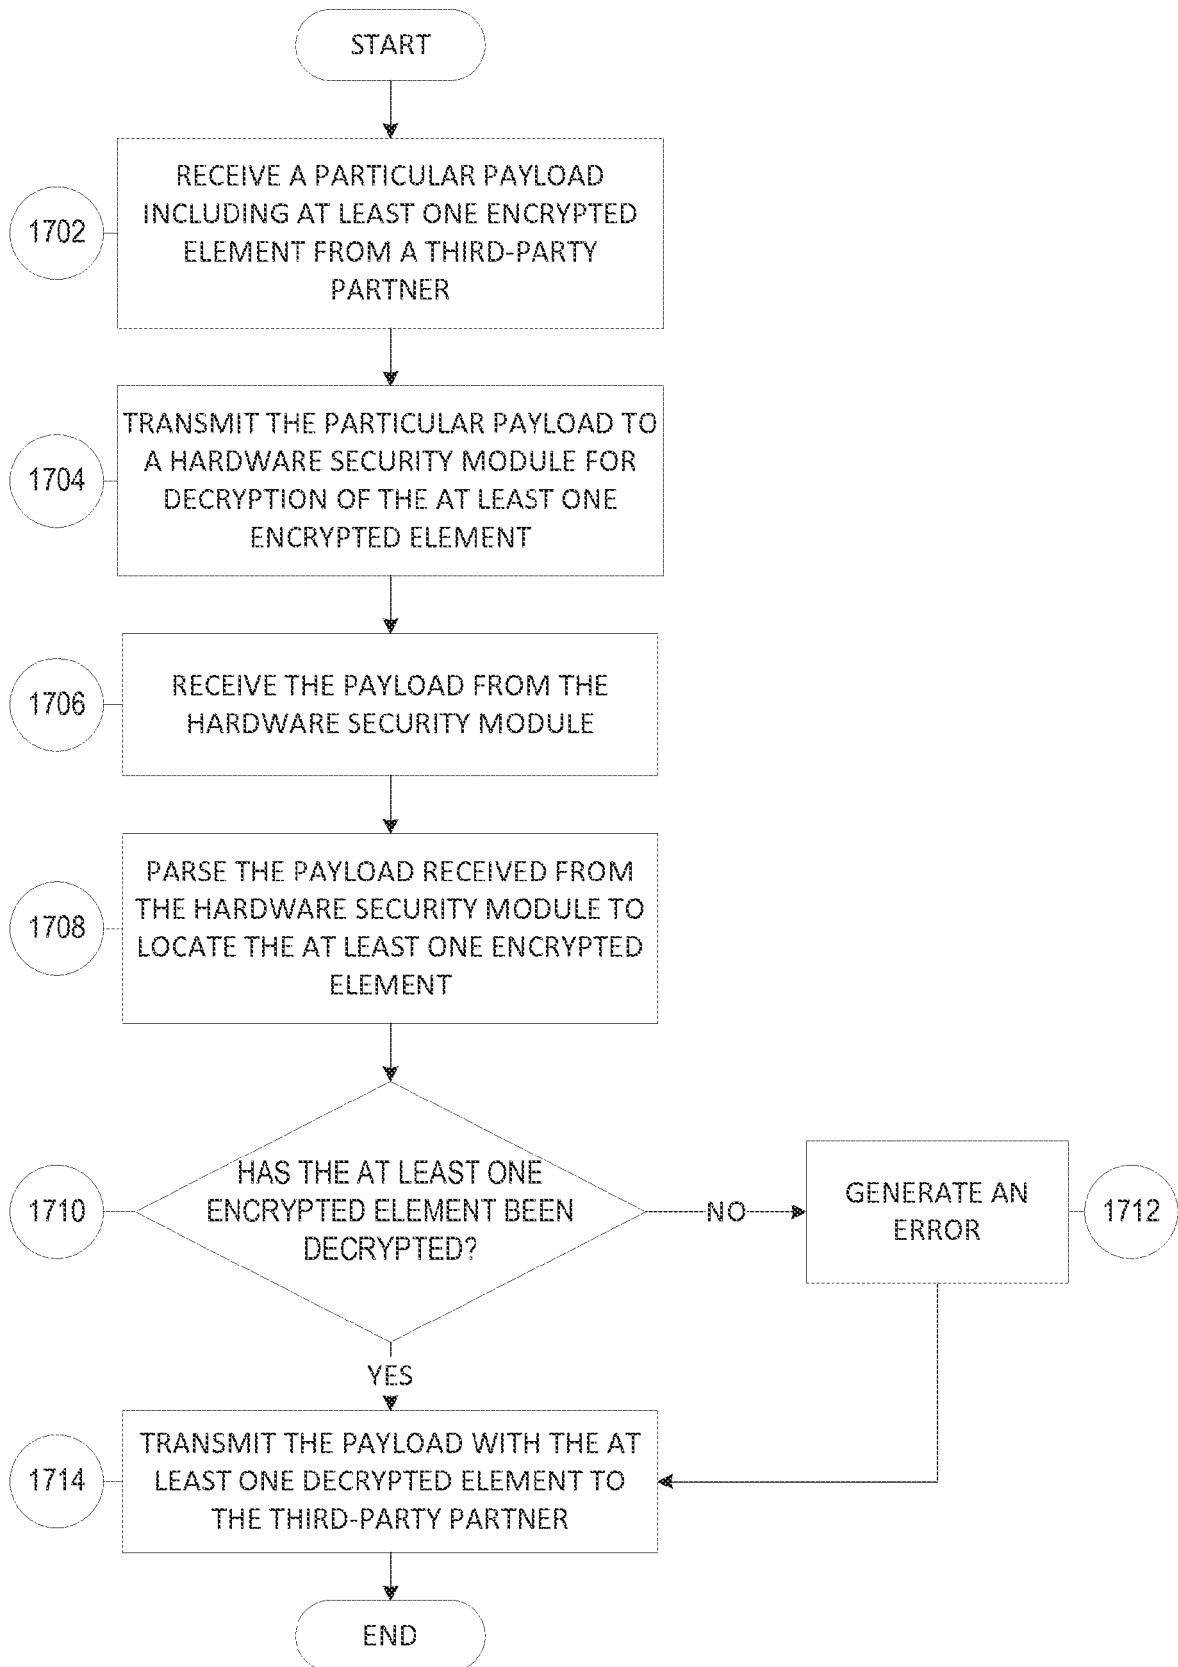 START
RECEIVE A PARTICULAR PAYLOAD
INCLUDING AT LEAST ONE ENCRYPTED
ELEMENT FROM A THIRD-PARTY
PARTNER
1702
TRANSMIT THE PARTICULAR PAYLOAD TO
A HARDWARE SECURITY MODULE FOR
DECRYPTION OF THE AT LEAST ONE
ENCRYPTED ELEMENT
1704
RECEIVE THE PAYLOAD FROM THE
HARDWARE SECURITY MODULE
1706
PARSE THE PAYLOAD RECEIVED FROM
THE HARDWARE SECURITY MODULE TO
LOCATE THE AT LEAST ONE ENCRYPTED
ELEMENT
1708
HAS THE AT LEAST ONE
ENCRYPTED ELEMENT BEEN
DECRYPTED?
1710
NO
GENERATE AN
ERROR
1712
YES
TRANSMIT THE PAYLOAD WITH THE AT
LEAST ONE DECRYPTED ELEMENT TO
THE THIRD-PARTY PARTNER
1714
END